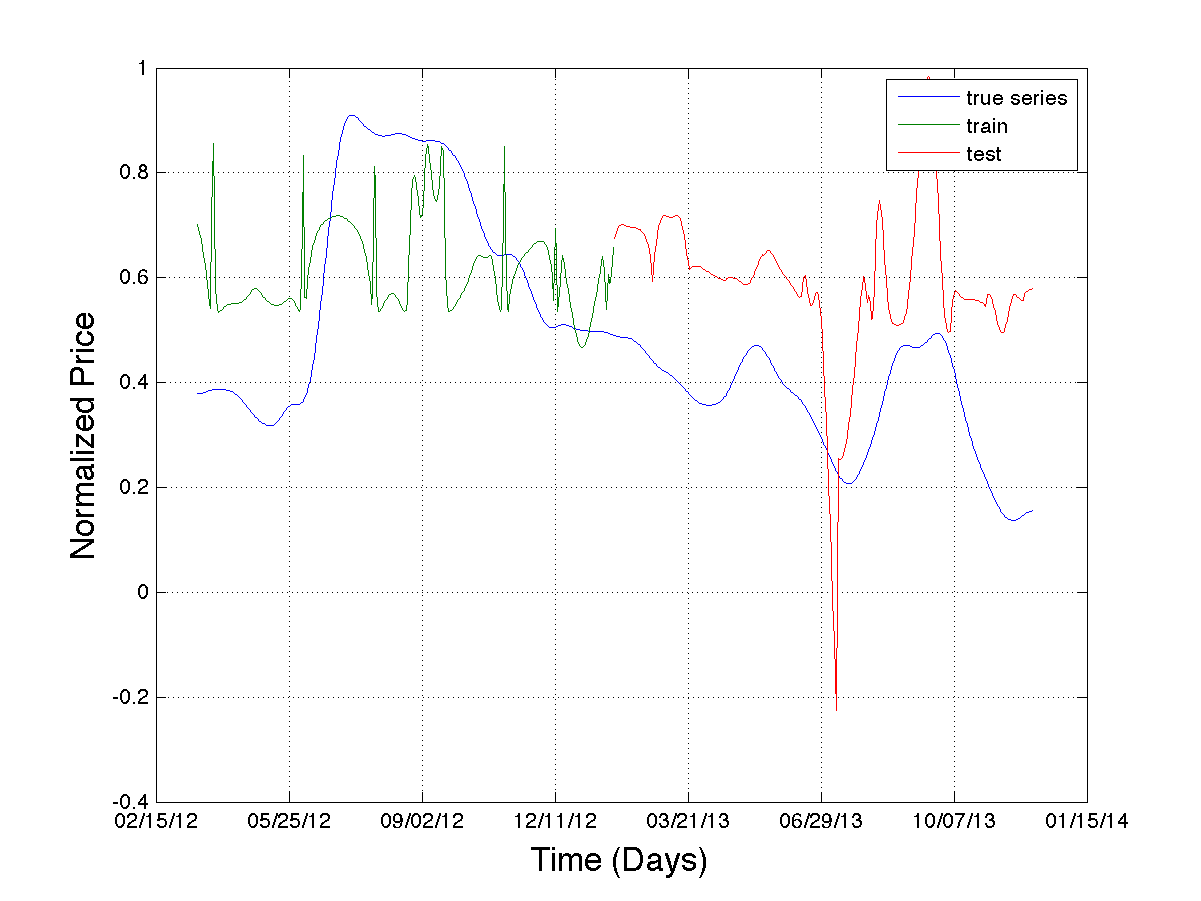 1
0.8
0.6
0.4
0.2
0
-0.2
-0.4
Normalized Price
true series
train
test
02/15/12 05/25/12 09/02/12 12/11/12 03/21/13 06/29/13 10/07/13 01/15/14
Time (Days)